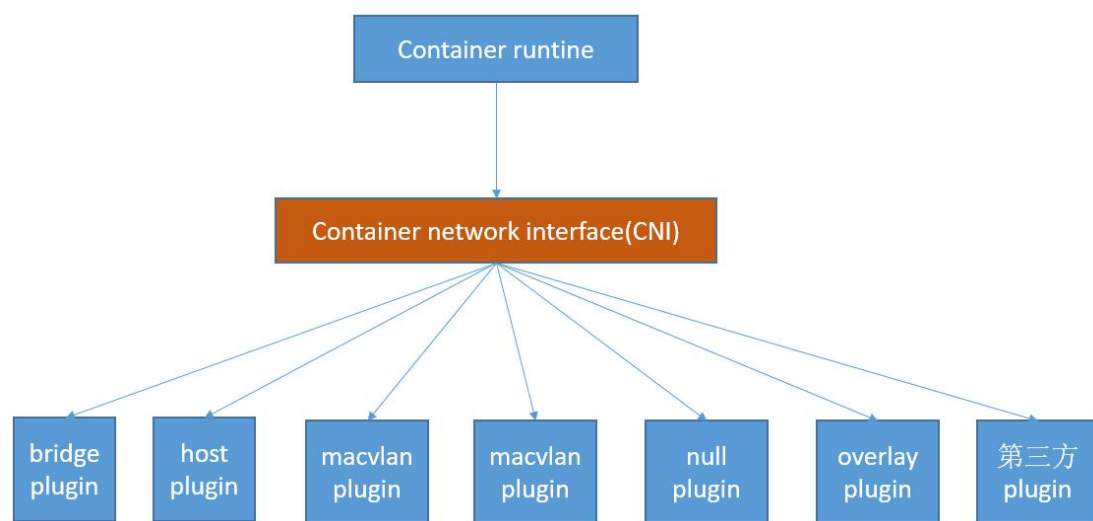 Container runtime
Container network interface(CNI)
bridge
plugin
host
plugin
macvlan
plugin
macvlan
plugin
null
plugin
overlay
plugin
第三方
plugin